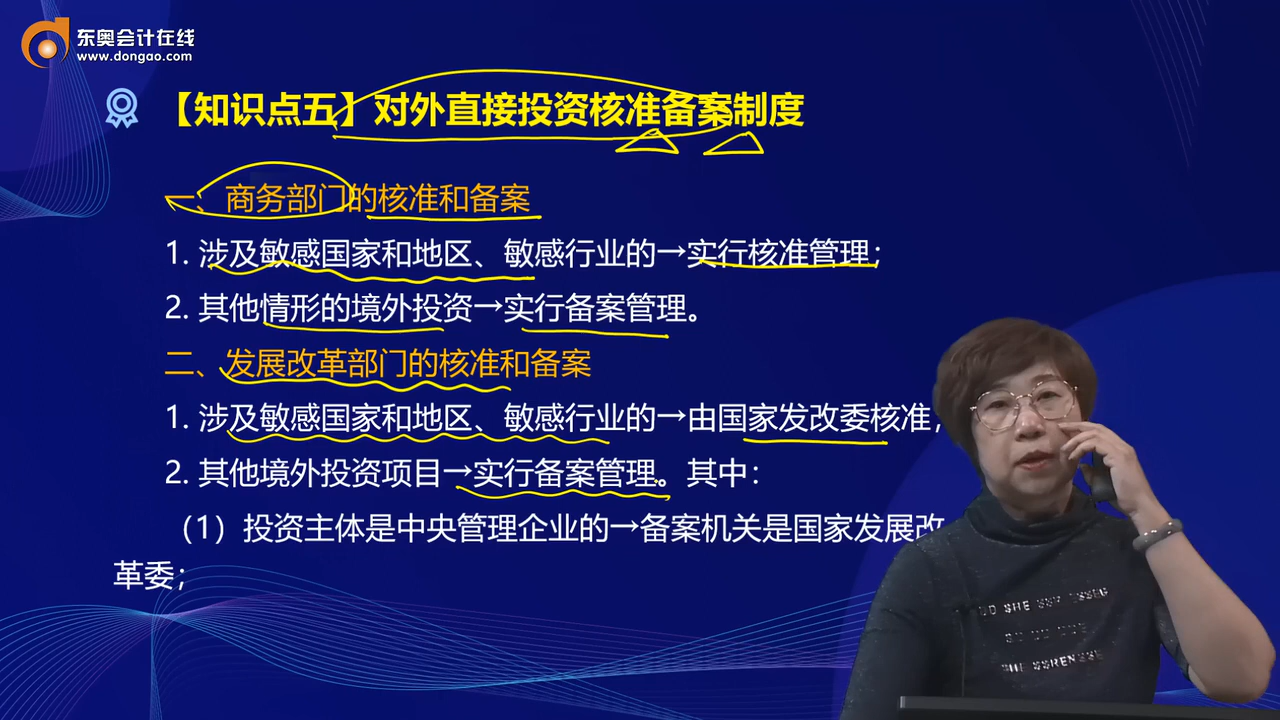 东奥会计在线
www.dongao.com
【知识点五】对外直接投资核准备案制度
一、商务部门的核准和备案
1. 涉及敏感国家和地区、敏感行业的→实行核准管理；
2. 其他情形的境外投资→实行备案管理。
二、发展改革部门的核准和备案
1. 涉及敏感国家和地区、敏感行业的→由国家发改委核准，
2. 其他境外投资项目→实行备案管理。其中：
（1）投资主体是中央管理企业的→备案机关是国家发展改
革委；